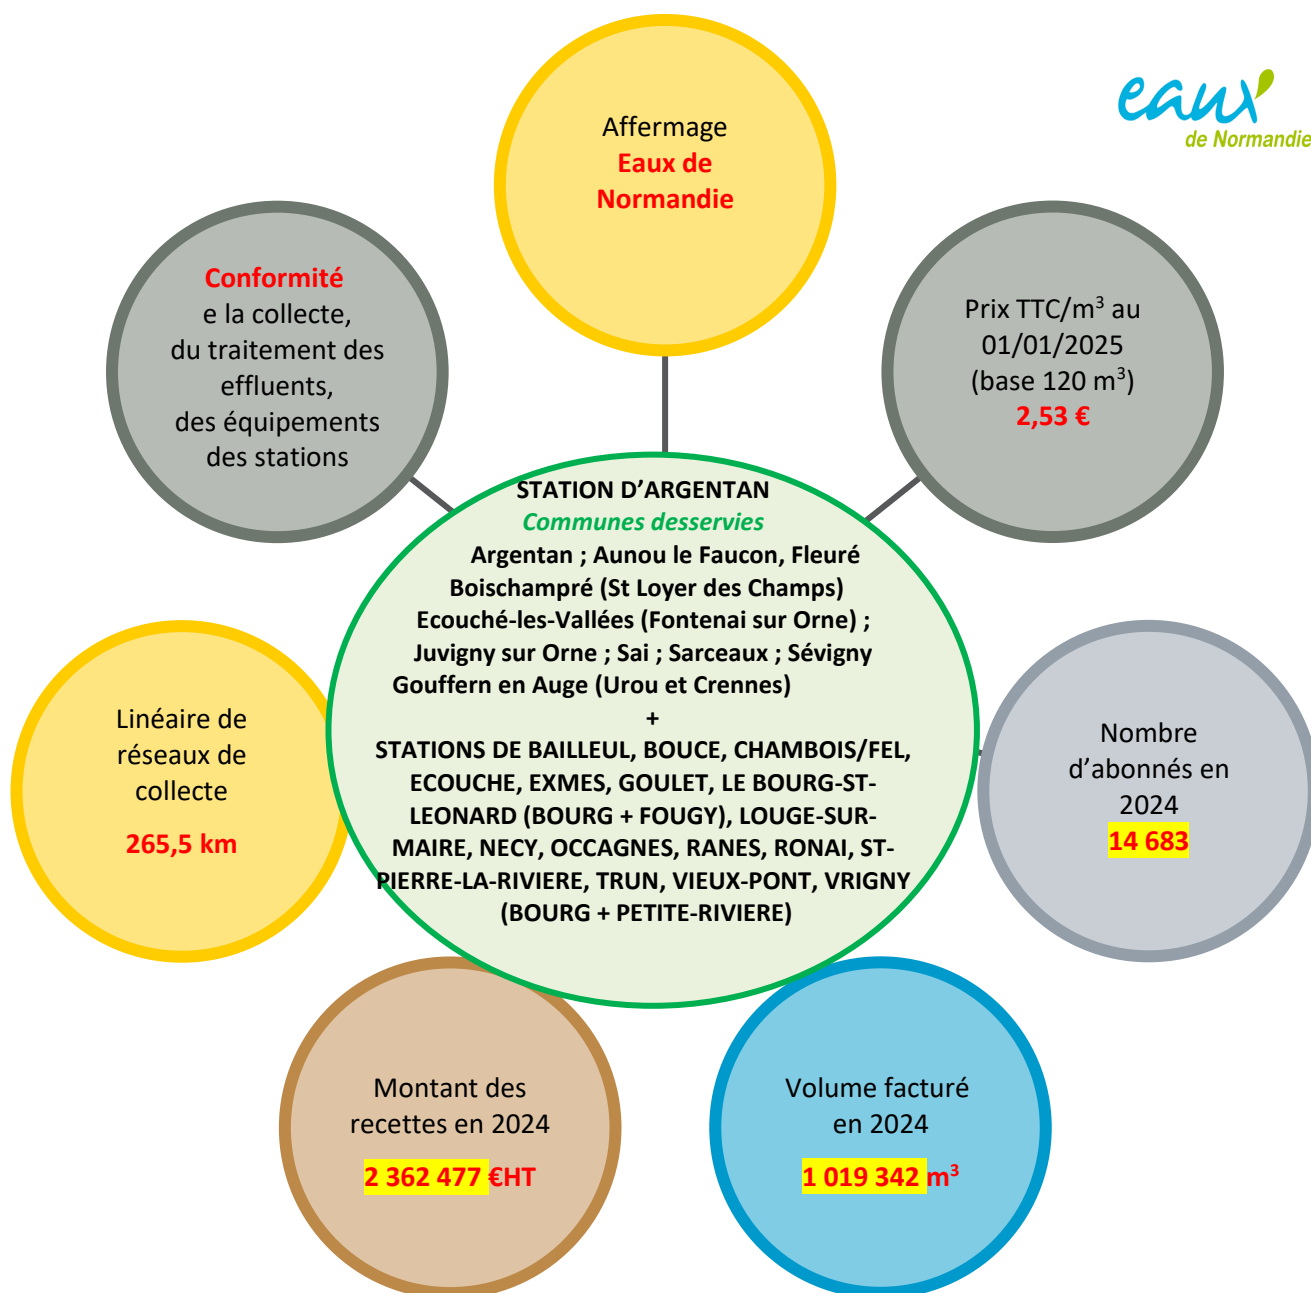 eaux
de Normandie
Affermage
Eaux de
Normandie
Conformité
e la collecte,
du traitement des
effluents,
des équipements
des stations
Prix TTC/m³ au
01/01/2025
(base 120 m³)
2,53 €
STATION D’ARGENTAN
Communes desservies
Argentan ; Aunou le Faucon, Fleuré
Boischampré (St Loyer des Champs)
Ecouché-les-Vallées (Fontenai sur Orne) ;
Juvigny sur Orne ; Sai ; Sarceaux ; Sévigny
Gouffern en Auge (Urou et Crennes)
+
STATIONS DE BAILLEUL, BOUCE, CHAMBOIS/FEL,
ECOUCHE, EXMES, GOULET, LE BOURG-ST-
LEONARD (BOURG + FOUGY), LOUGE-SUR-
MAIRE, NECY, OCCAGNES, RANES, RONAI, ST-
PIERRE-LA-RIVIERE, TRUN, VIEUX-PONT, VRIGNY
(BOURG + PETITE-RIVIERE)
Linéaire de
réseaux de
collecte
265,5 km
Nombre
d’abonnés en
2024
14 683
Montant des
recettes en 2024
2 362 477 €HT
Volume facturé
en 2024
1 019 342 m³